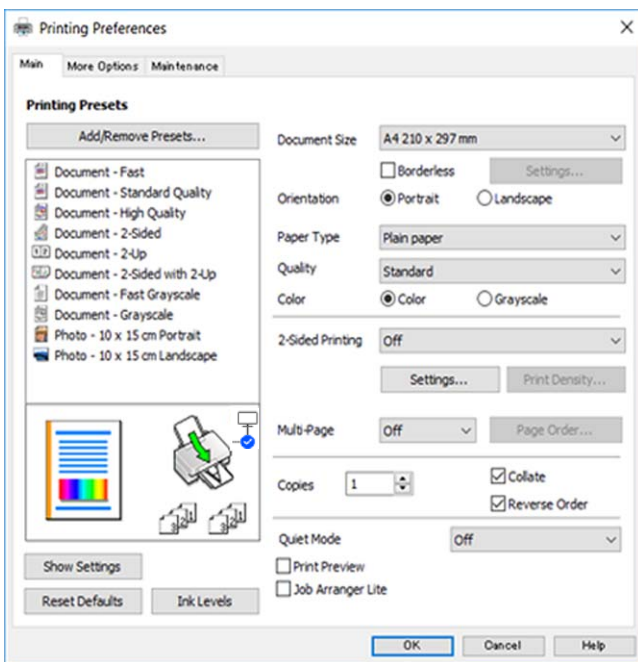 Printing Preferences
Main More Options Maintenance
Printing Presets
Add/Remove Presets...
Document - Fast
Document - Standard Quality
Document - High Quality
Document - 2-Sided
Document - 2-Up
Document - 2-Sided with 2-Up
Document - Fast Grayscale
Document - Grayscale
Photo - 10 x 15 cm Portrait
Photo - 10 x 15 cm Landscape
Show Settings
Reset Defaults Ink Levels
Document Size A4 210 x 297 mm
Borderless Settings...
Orientation Portrait Landscape
Paper Type Plain paper
Quality Standard
Color Color Grayscale
2-Sided Printing Off
Settings... Print Density...
Multi-Page Off Page Order...
Copies 1 Collate
Reverse Order
Quiet Mode Off
Print Preview
Job Arranger Lite
OK Cancel Help